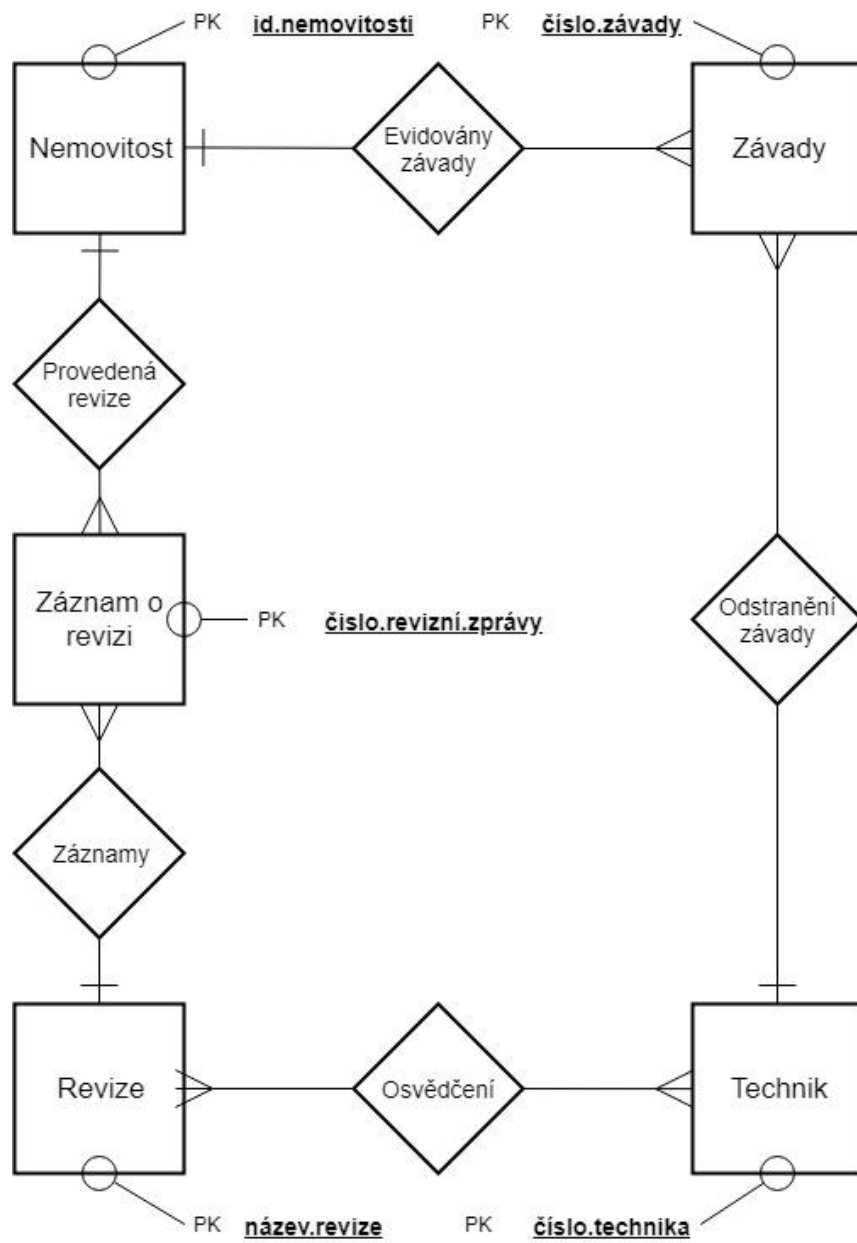 PK id.nemovitosti PK číslo.závady
Nemovitost
Evidovány
závady
Závady
Provedená
revize
Záznam o
revizi
PK čislo.revizní.zprávy
Odstranění
závady
Záznamy
Revize
Osvědčení
Technik
PK název.revize PK číslo.technika